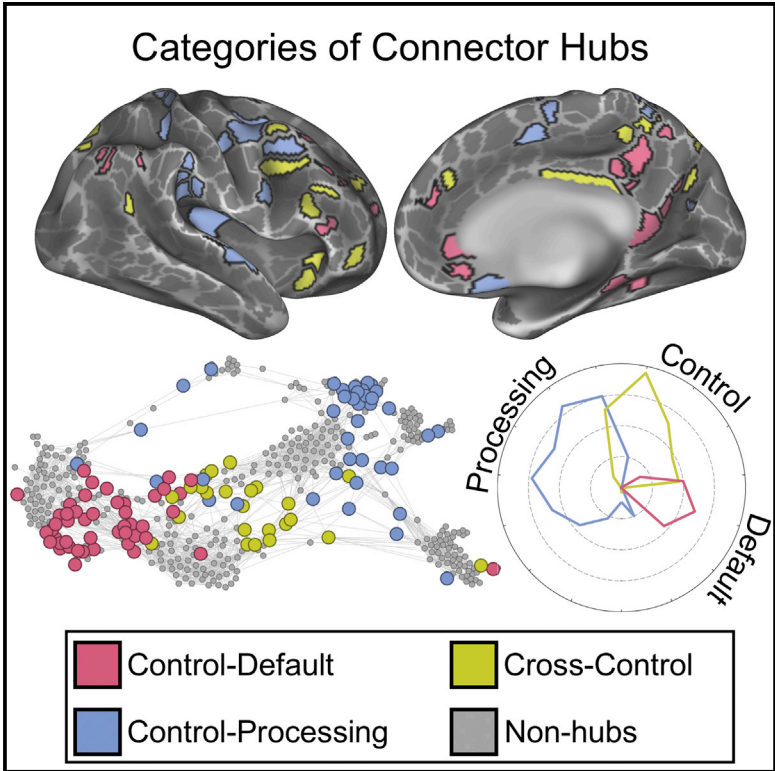 Categories of Connector Hubs
Processing
Control
Default
Control-Default
Cross-Control
Control-Processing
Non-hubs